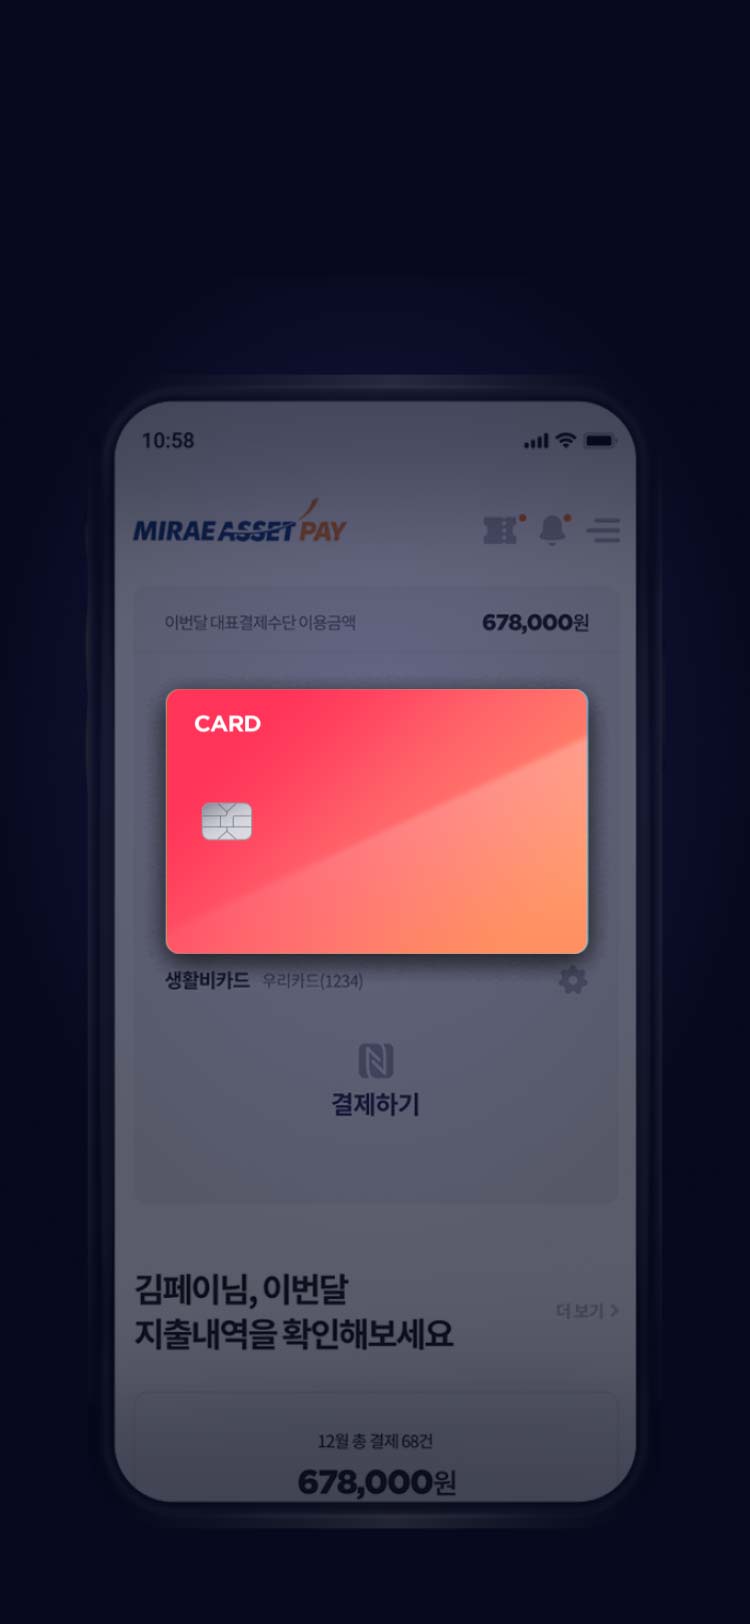 10:58
MIRAE ASSET PAY
이번달 대표결제수단 이용금액 678,000원
CARD
생활비카드 우리카드(1234)
결제하기
김페이님, 이번달
지출내역을 확인해보세요
더보기
12월 총 결제 68건
678,000원